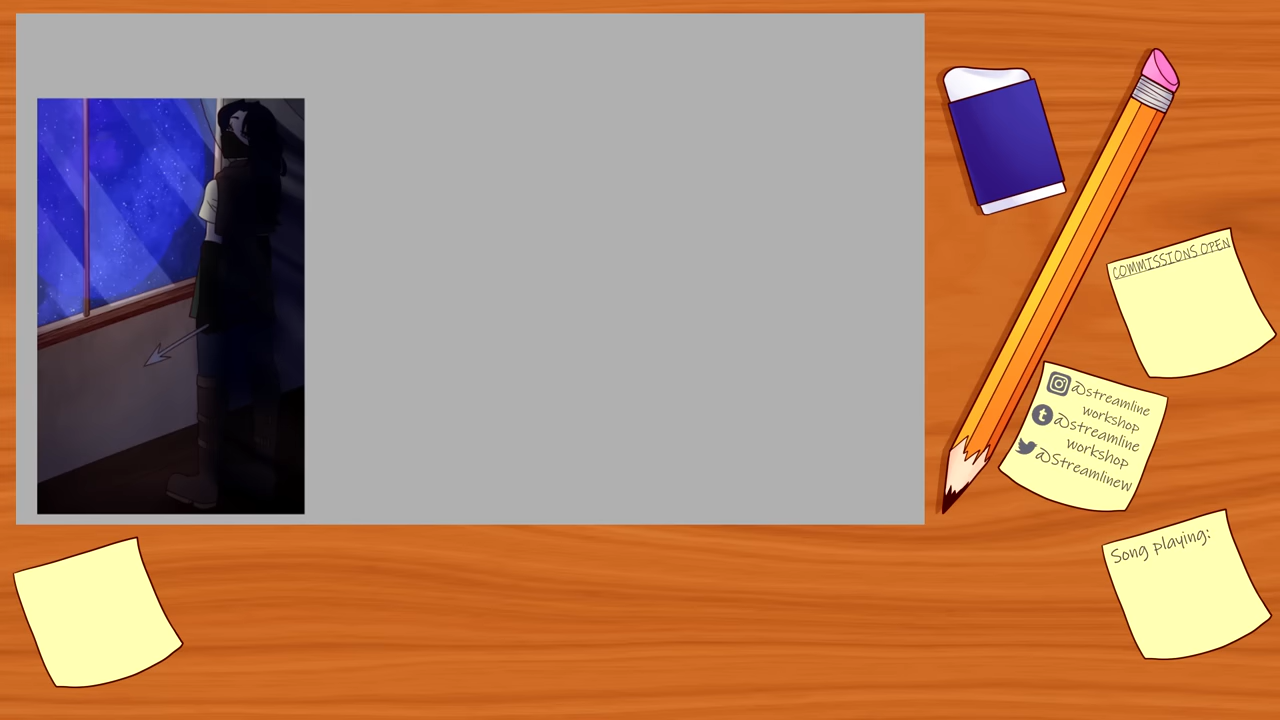 COMMISSIONS OPEN
@streamline
workshop
@streamline
workshop
@Streamlinew
Song playing: